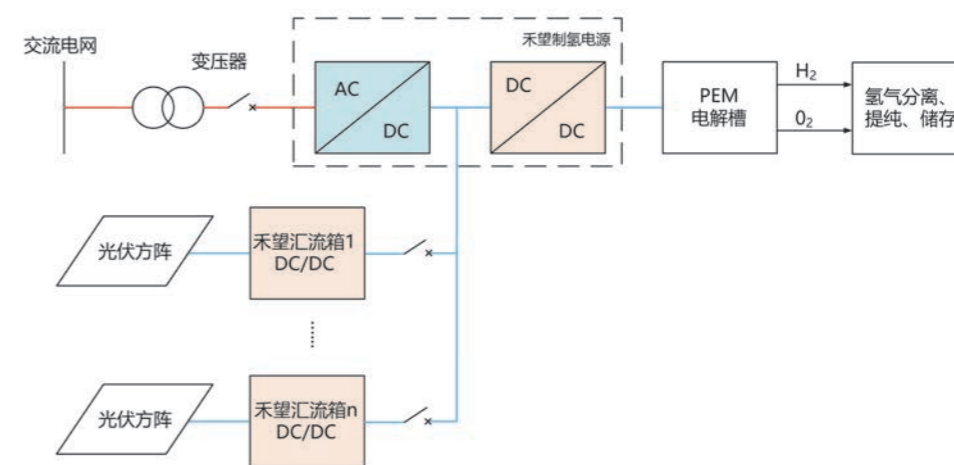 交流电网
变压器
禾望制氢电源
AC
DC
DC
DC
PEM
电解槽
H₂
O₂
氢气分离、
提纯、储存
光伏方阵
禾望汇流箱1
DC/DC
光伏方阵
禾望汇流箱n
DC/DC